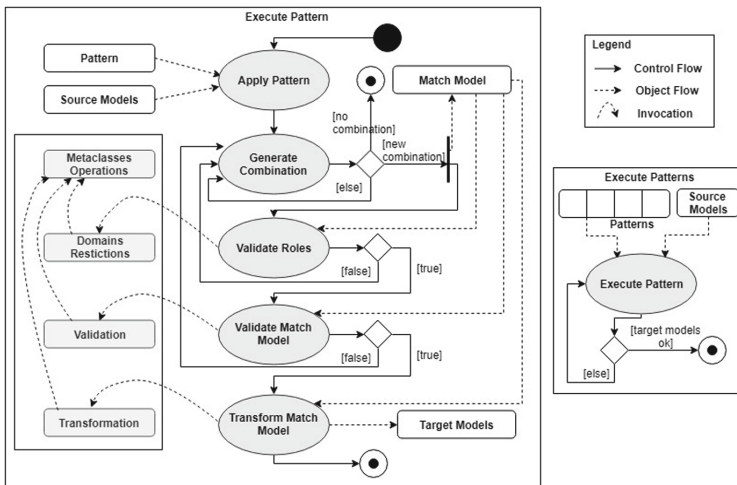 Execute Pattern
Pattern
Source Models
Apply Pattern
Match Model
[no
combination]
[new
combination]
[else]
Generate
Combination
Metaclasses
Operations
Domains
Restictions
Validate Roles
[false]
[true]
Validation
Validate Match
Model
[false]
[true]
Transformation
Transform Match
Model
Target Models
Legend
Control Flow
Object Flow
Invocation
Execute Patterns
Patterns
Source
Models
Execute Pattern
[target models
ok]
[else]